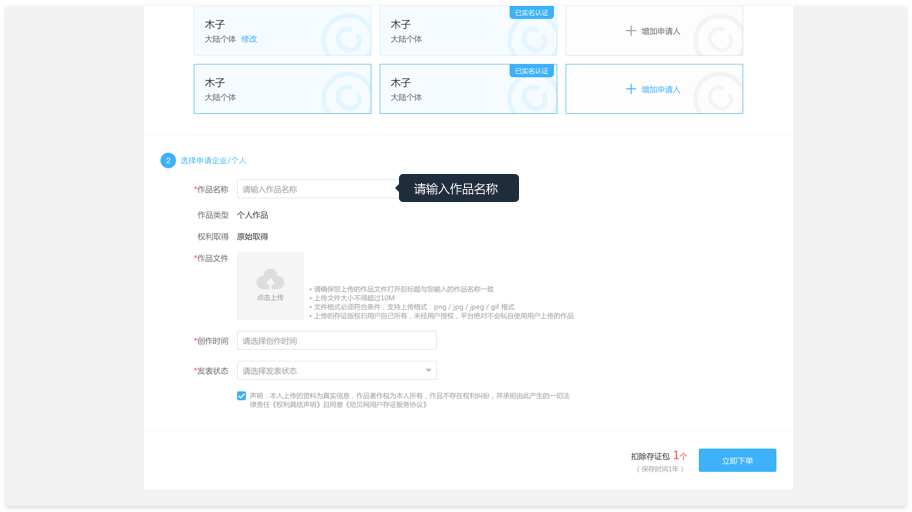 已实名认证
木子
木子
大陆个体 修改
大陆个体
增加申请人
已实名认证
木子
木子
大陆个体
大陆个体
增加申请人
2 选择申请企业/个人
*作品名称 请输入作品名称
请输入作品名称
作品类型 个人作品
权利取得 原始取得
*作品文件
点击上传
• 请确保您上传的作品文件打开后标题与您输入的作品名称一致
• 上传文件大小不得超过10M
• 文件格式必须符合条件，支持上传格式：png / jpg / jpeg / gif 格式
• 上传的存证版权归用户自己所有，未经用户授权，平台绝对不会私自使用用户上传的作品
*创作时间 请选择创作时间
*发表状态 请选择发表状态
声明：本人上传的资料为真实信息，作品著作权为本人所有，作品不存在权利纠纷，并承担由此产生的一切法
律责任《权利真结声明》且同意《拾贝网用户存证服务协议》
扣除存证包 1个
（ 保存时间1年 ）
立即下单